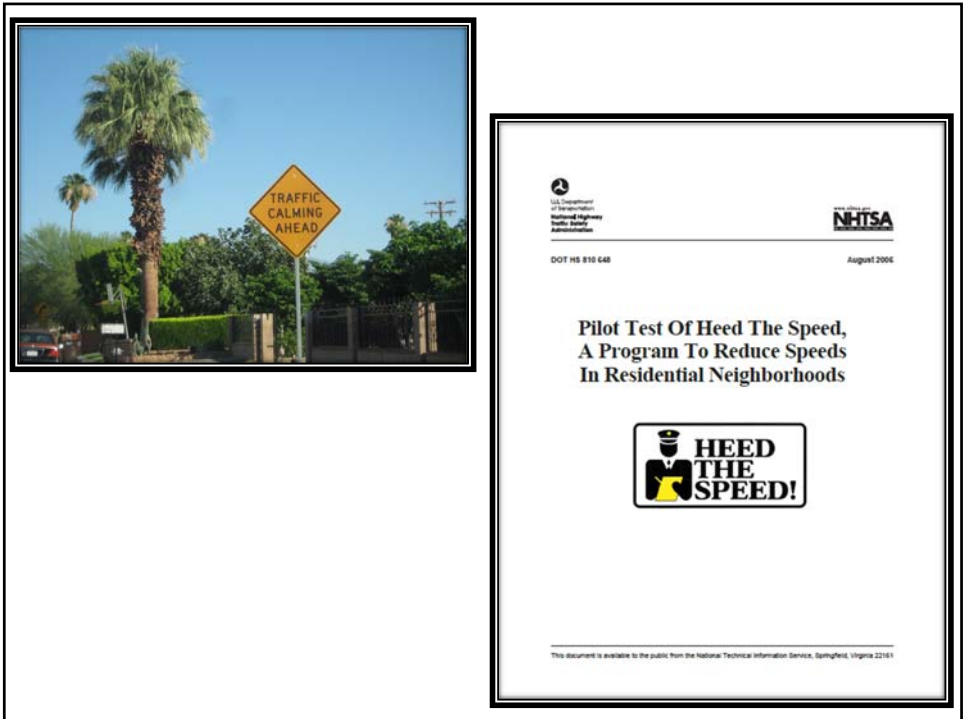 TRAFFIC
CALMING
AHEAD
U.S. Department
of Transportation
National Highway
Traffic Safety
Administration
www.nhtsa.gov
NHTSA
DOT HS 810 648
August 2006
Pilot Test Of Heed The Speed,
A Program To Reduce Speeds
In Residential Neighborhoods
HEED
THE
SPEED!
This document is available to the public from the National Technical Information Service, Springfield, Virginia 22161